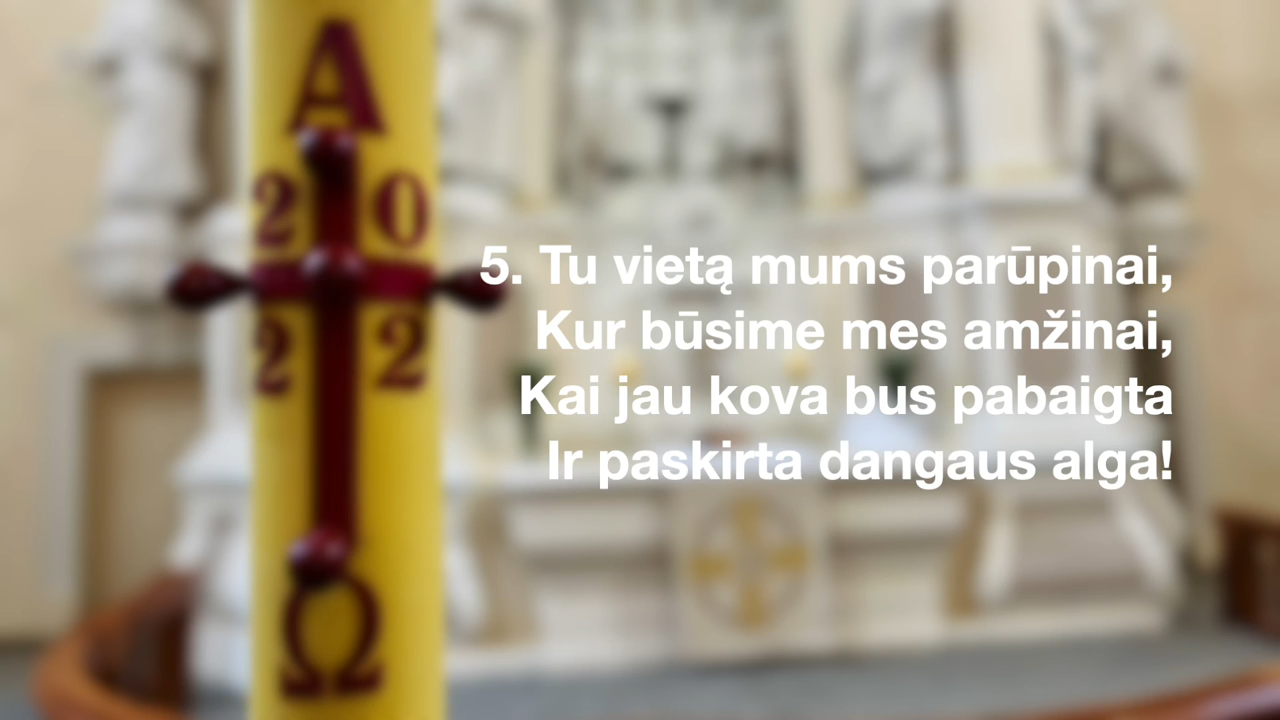 Α
2 0
2 2
Ω
5. Tu vietą mums parūpinai,
Kur būsime mes amžinai,
Kai jau kova bus pabaigta
Ir paskirta dangaus alga!